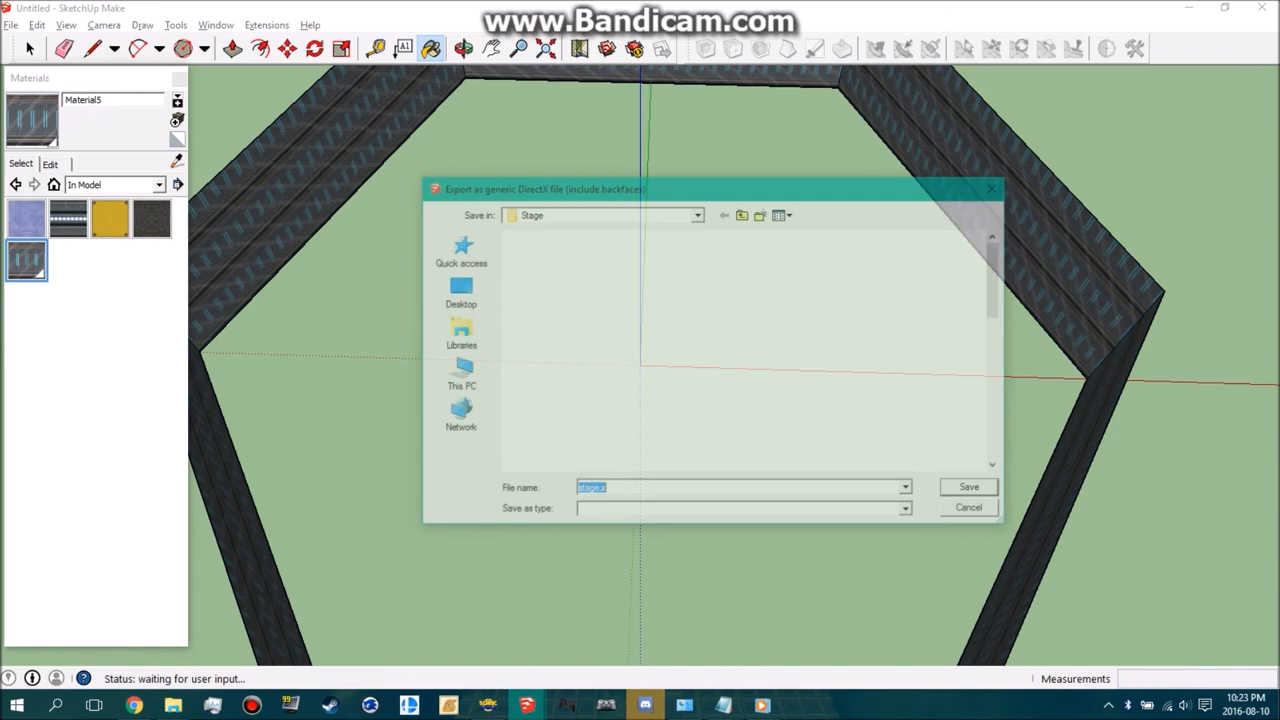 Untitled - SketchUp Make
www.Bandicam.com
File Edit View Camera Draw Tools Window Extensions Help
A1
Materials
Material5
Select Edit
In Model
Export as generic DirectX file (include backfaces)
Save in: Stage
Quick access
Desktop
Libraries
This PC
Network
File name: stage.x Save
Save as type: Cancel
Status: waiting for user input...
Measurements
99
10:23 PM
2016-08-10